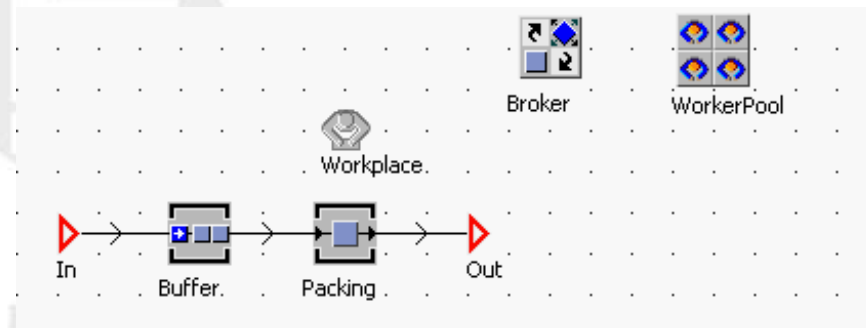 Broker
WorkerPool
Workplace
In
Buffer
Packing
Out